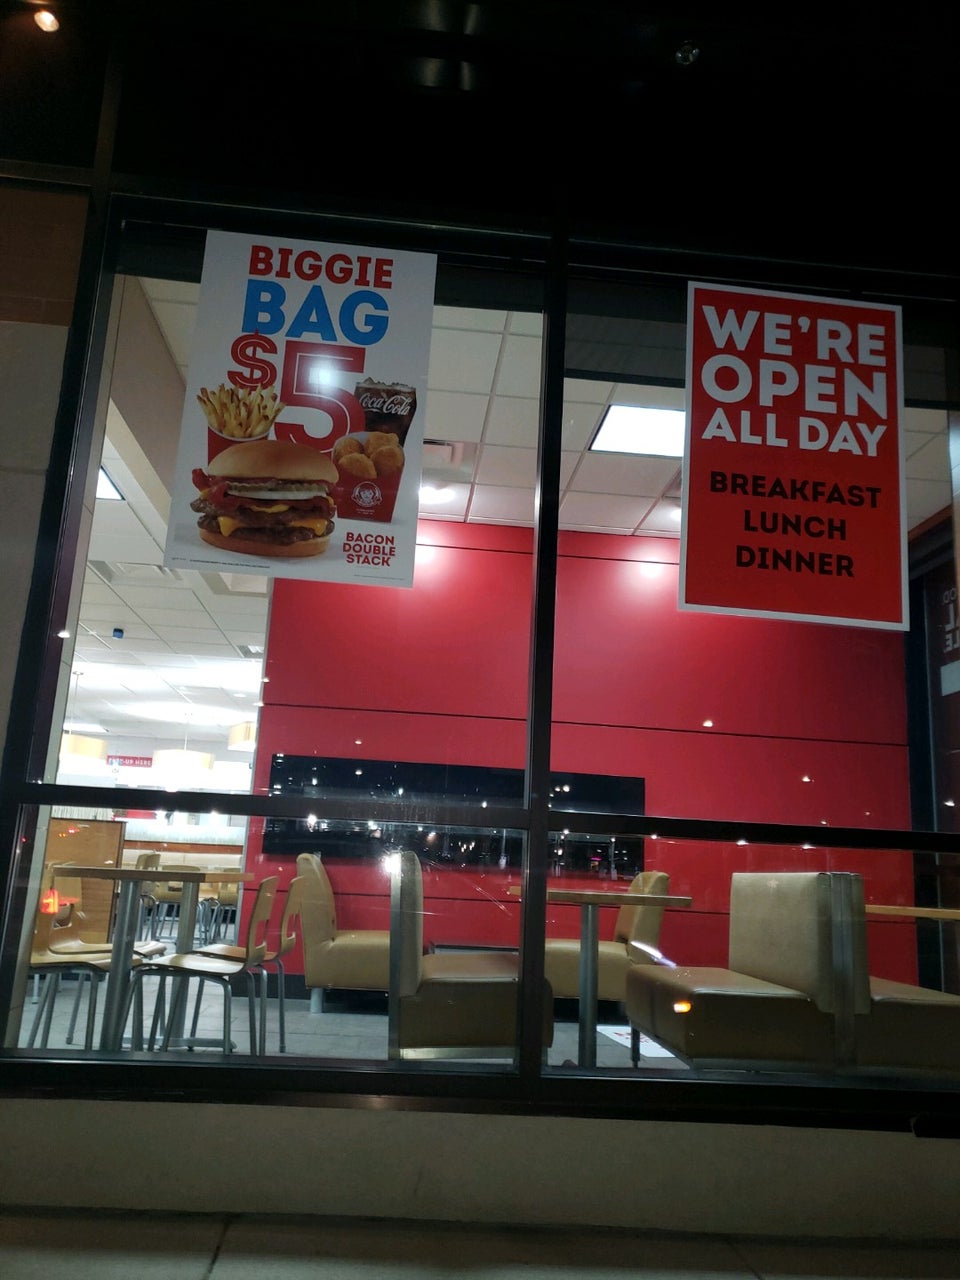 BIGGIE
BAG
$5
Coca-Cola
BACON
DOUBLE
STACK
WE'RE
OPEN
ALL DAY
BREAKFAST
LUNCH
DINNER